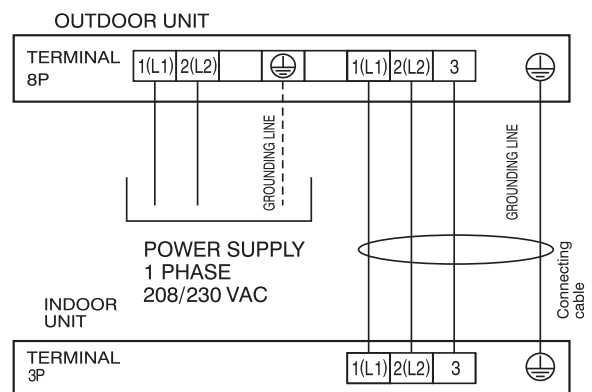 OUTDOOR UNIT
TERMINAL
8P
1(L1) 2(L2) 1(L1) 2(L2) 3
GROUNDING LINE
GROUNDING LINE
POWER SUPPLY
1 PHASE
208/230 VAC
Connecting
cable
INDOOR
UNIT
TERMINAL
3P
1(L1) 2(L2) 3